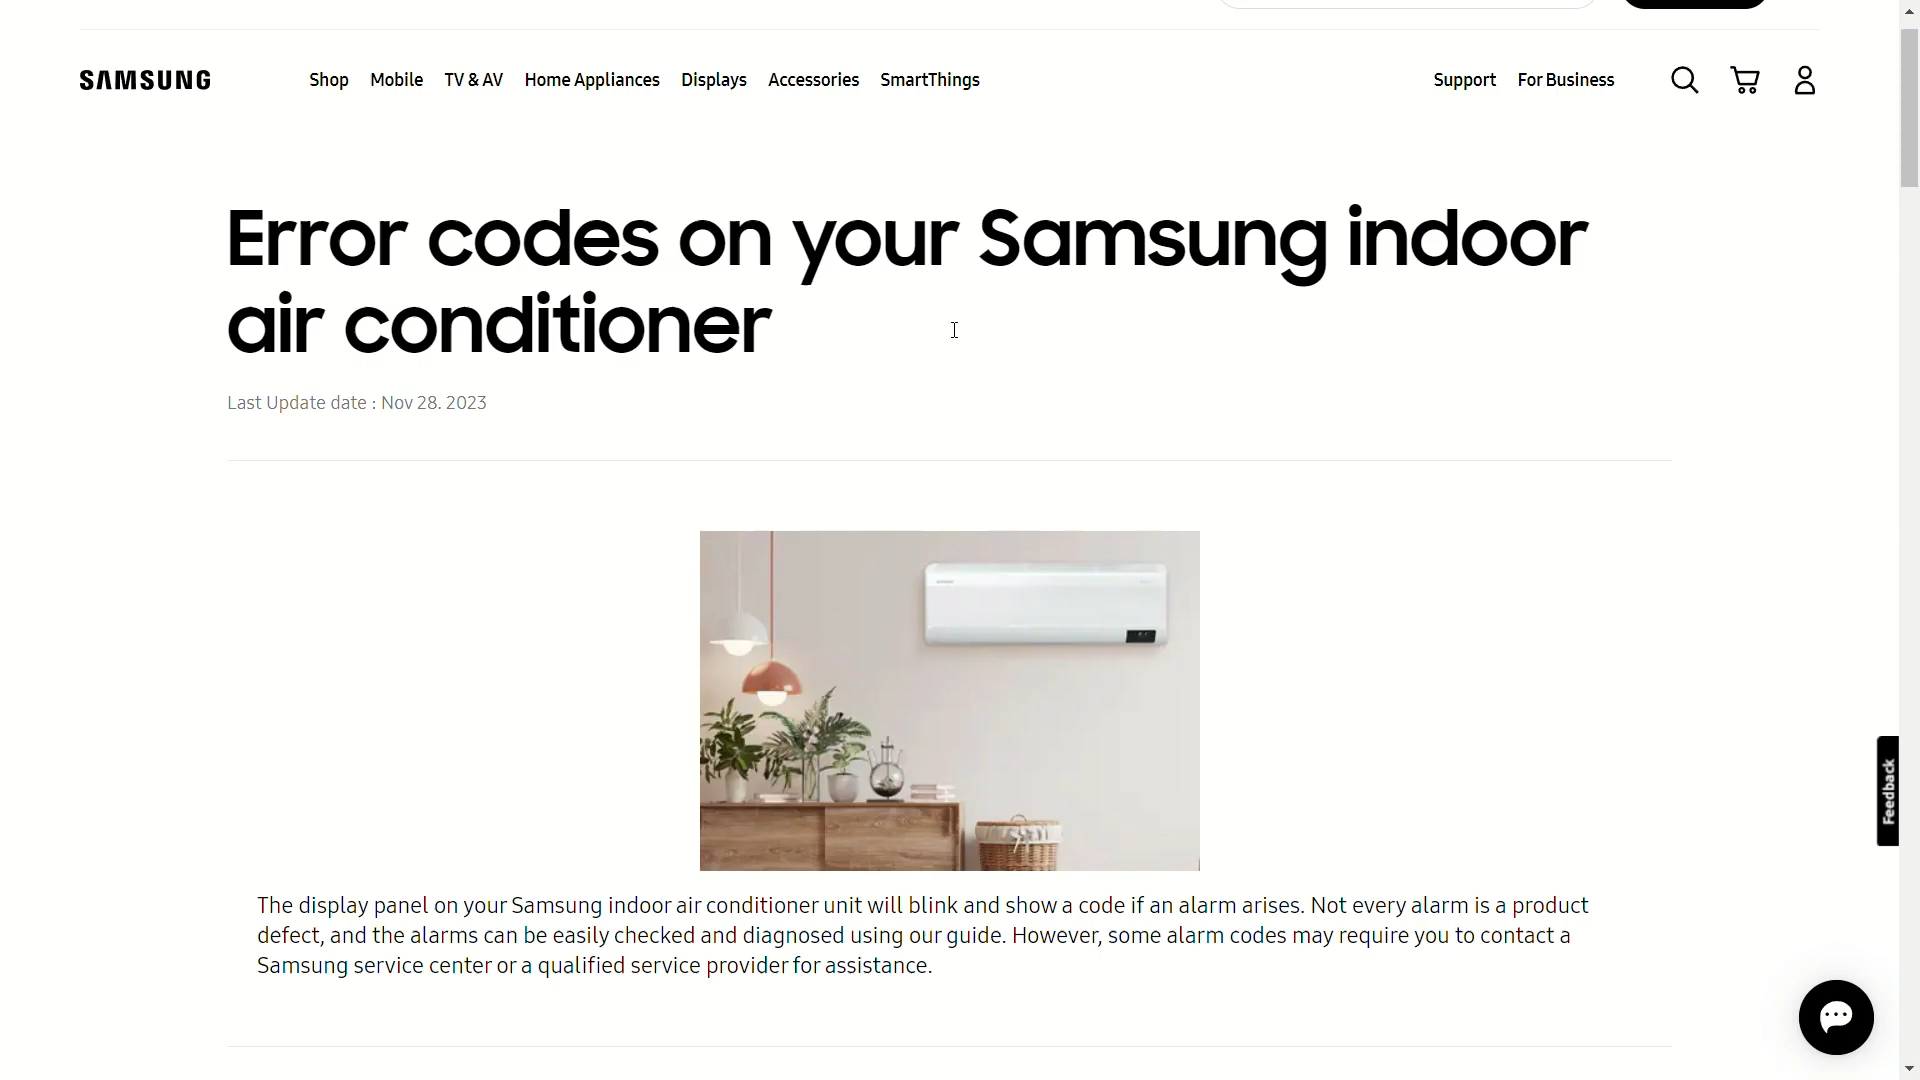 SAMSUNG Shop Mobile TV & AV Home Appliances Displays Accessories SmartThings Support For Business
Error codes on your Samsung indoor
air conditioner
Last Update date : Nov 28. 2023
Feedback
The display panel on your Samsung indoor air conditioner unit will blink and show a code if an alarm arises. Not every alarm is a product
defect, and the alarms can be easily checked and diagnosed using our guide. However, some alarm codes may require you to contact a
Samsung service center or a qualified service provider for assistance.